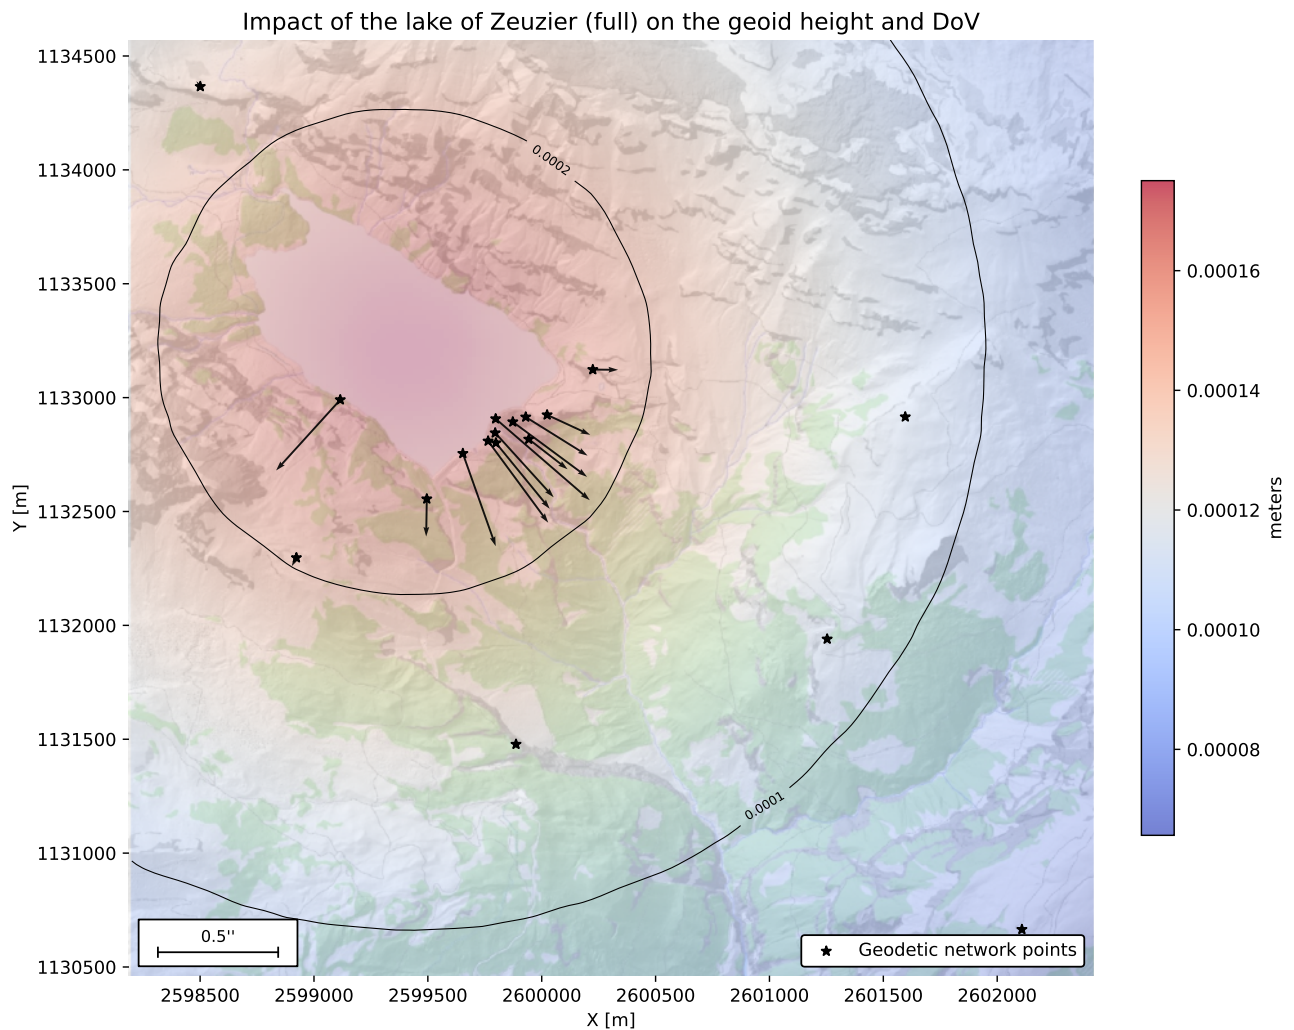 Impact of the lake of Zeuzier (full) on the geoid height and DoV
1134500
1134000
1133500
1133000
1132500
1132000
1131500
1131000
1130500
Y [m]
0.0002
0.0001
0.5''
Geodetic network points
2598500 2599000 2599500 2600000 2600500 2601000 2601500 2602000
X [m]
0.00016
0.00014
0.00012
0.00010
0.00008
meters